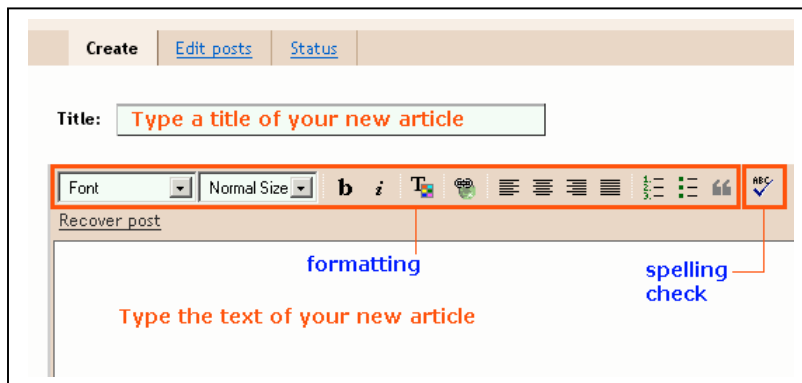 Create Edit posts Status
Title: Type a title of your new article
Font Normal Size b i T ABC
Recover post
formatting
spelling
check
Type the text of your new article